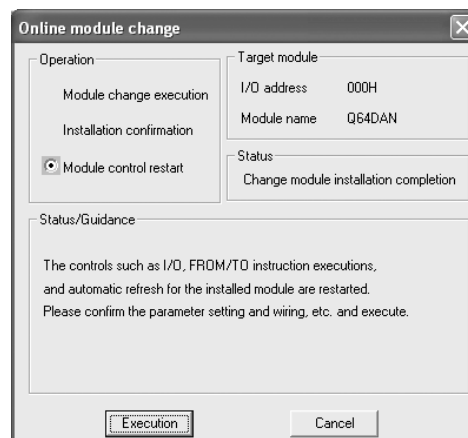 Online module change
Operation
Module change execution
Installation confirmation
Module control restart
Target module
I/O address 000H
Module name Q64DAN
Status
Change module installation completion
Status/Guidance
The controls such as I/O, FROM/TO instruction executions,
and automatic refresh for the installed module are restarted.
Please confirm the parameter setting and wiring, etc. and execute.
Execution Cancel